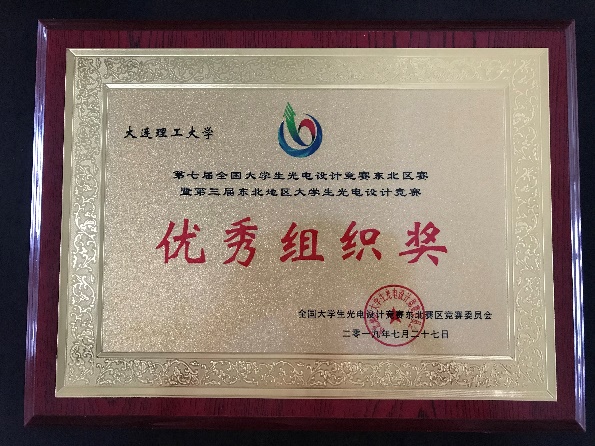 大连理工大学
第七届全国大学生光电设计竞赛东北区赛
暨第三届东北地区大学生光电设计竞赛
优秀组织奖
全国大学生光电设计竞赛东北赛区竞赛委员会
二零一九年七月二十七日